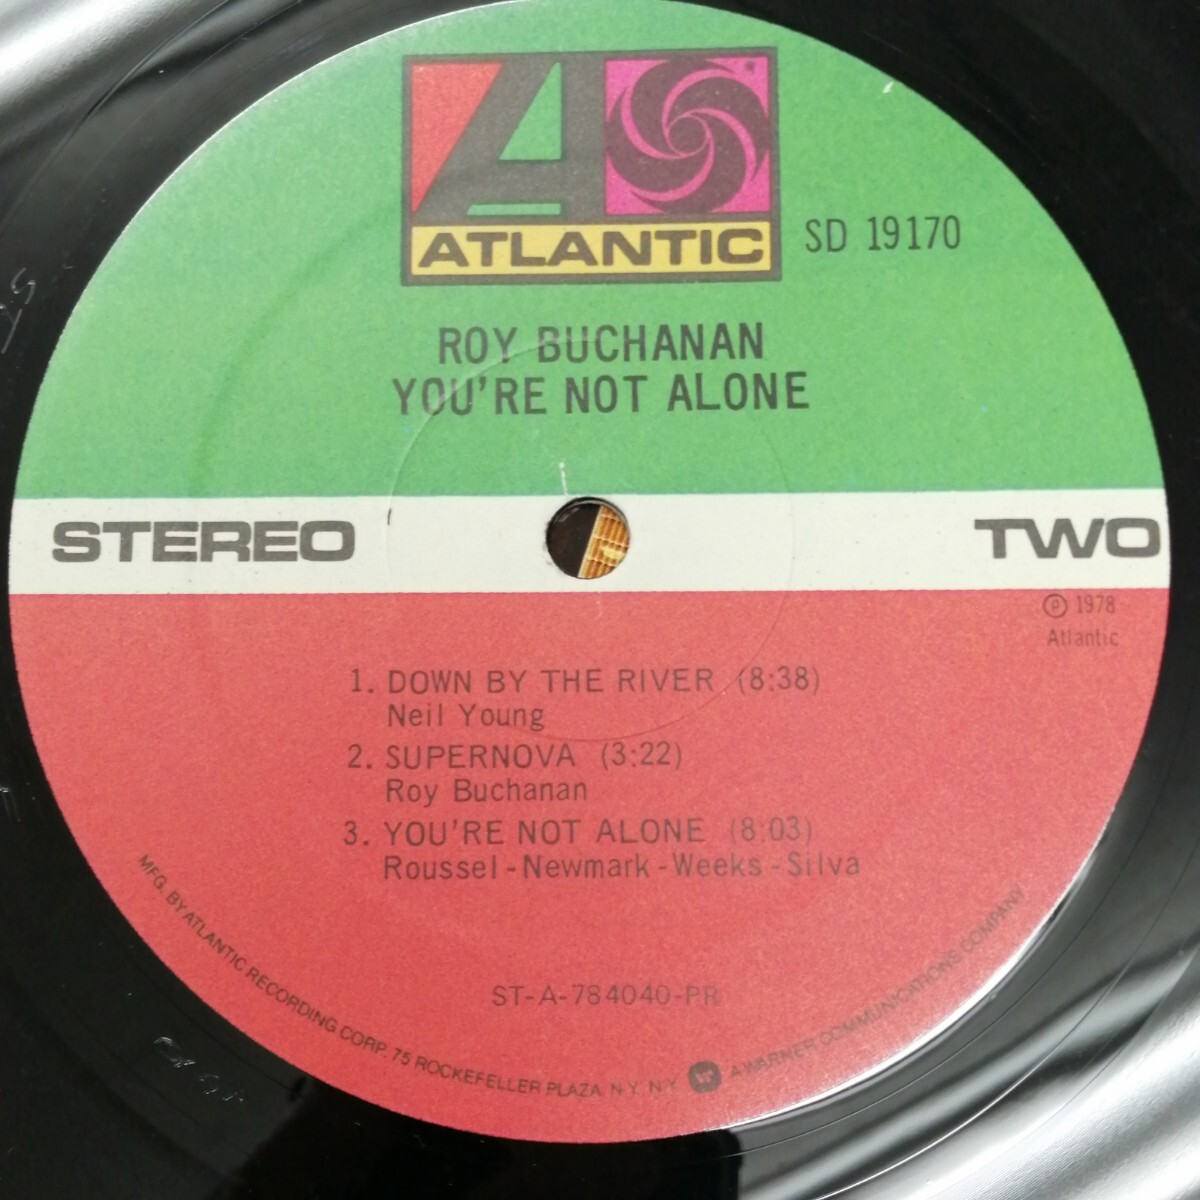 ATLANTIC
SD 19170
ROY BUCHANAN
YOU'RE NOT ALONE
STEREO
TWO
Ⓟ 1978
Atlantic
1. DOWN BY THE RIVER (8:38)
Neil Young
2. SUPERNOVA (3:22)
Roy Buchanan
3. YOU'RE NOT ALONE (8:03)
Roussel-Newmark-Weeks-Silva
ST-A-784040-PR
MFG. BY ATLANTIC RECORDING CORP. 75 ROCKEFELLER PLAZA, N.Y. N.Y. A WARNER COMMUNICATIONS COMPANY